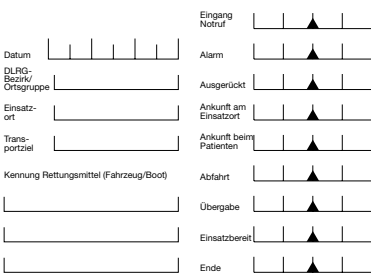 Datum
DLRG-
Bezirk/
Ortsgruppe
Einsatz-
ort
Trans-
portziel
Kennung Rettungsmittel (Fahrzeug/Boot)
Eingang
Notruf
Alarm
Ausgerückt
Ankunft am
Einsatzort
Ankunft beim
Patienten
Abfahrt
Übergabe
Einsatzbereit
Ende